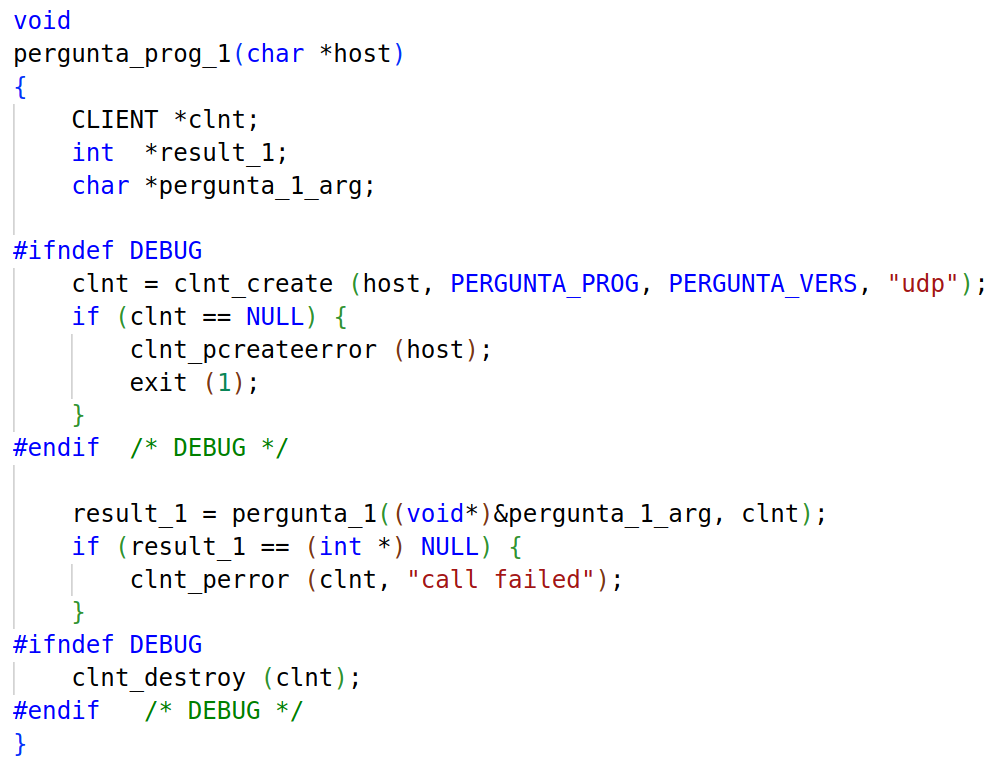 void
pergunta_prog_1(char *host)
{
    CLIENT *clnt;
    int  *result_1;
    char *pergunta_1_arg;

#ifndef DEBUG
    clnt = clnt_create (host, PERGUNTA_PROG, PERGUNTA_VERS, "udp");
    if (clnt == NULL) {
        clnt_pcreateerror (host);
        exit (1);
    }
#endif  /* DEBUG */

    result_1 = pergunta_1((void*)&pergunta_1_arg, clnt);
    if (result_1 == (int *) NULL) {
        clnt_perror (clnt, "call failed");
    }
#ifndef DEBUG
    clnt_destroy (clnt);
#endif   /* DEBUG */
}